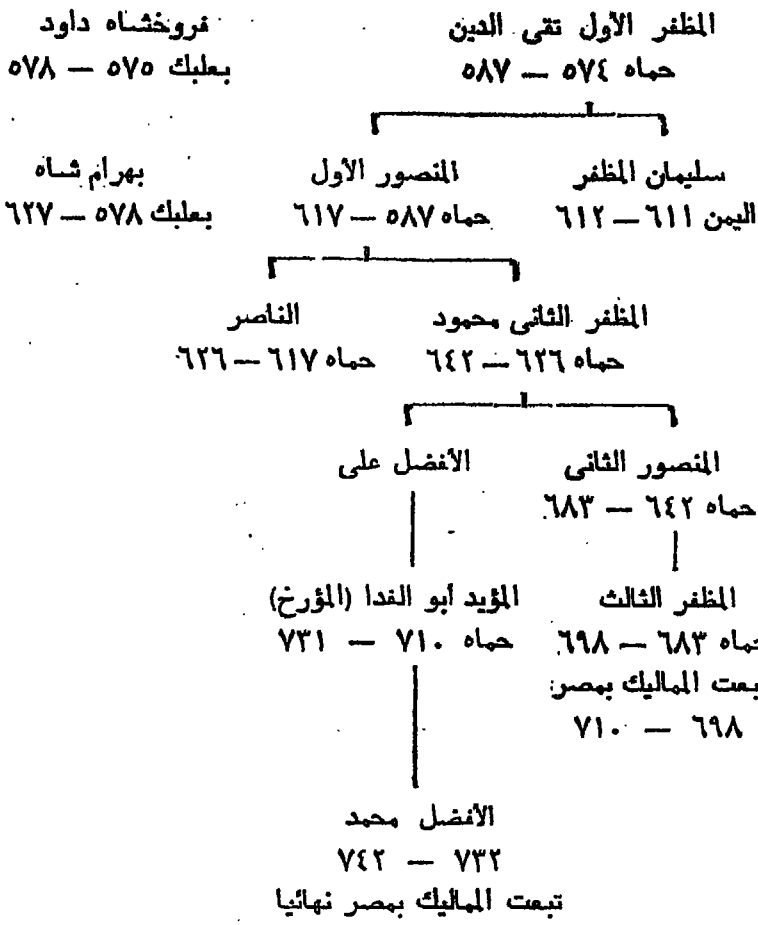 المظفر الأول تقى الدين
حماه ٥٧٤ — ٥٨٧
فروخشاه داود
بعلبك ٥٧٥ — ٥٧٨
سليمان المظفر
اليمن ٦١١ — ٦١٢
المنصور الأول
حماه ٥٨٧ — ٦١٧
بهرام شاه
بعلبك ٥٧٨ — ٦٢٧
المظفر الثانى محمود
حماه ٦٢٦ — ٦٤٢
الناصر
حماه ٦١٧ — ٦٢٦
المنصور الثانى
حماه ٦٤٢ — ٦٨٣
الأفضل على
المظفر الثالث
حماه ٦٨٣ — ٦٩٨
بعت المماليك بمصر
٦٩٨ — ٧١٠
المؤيد أبو الفدا (المؤرخ)
حماه ٧١٠ — ٧٣١
الأفضل محمد
٧٣٢ — ٧٤٢
تبعت المماليك بمصر نهائيا